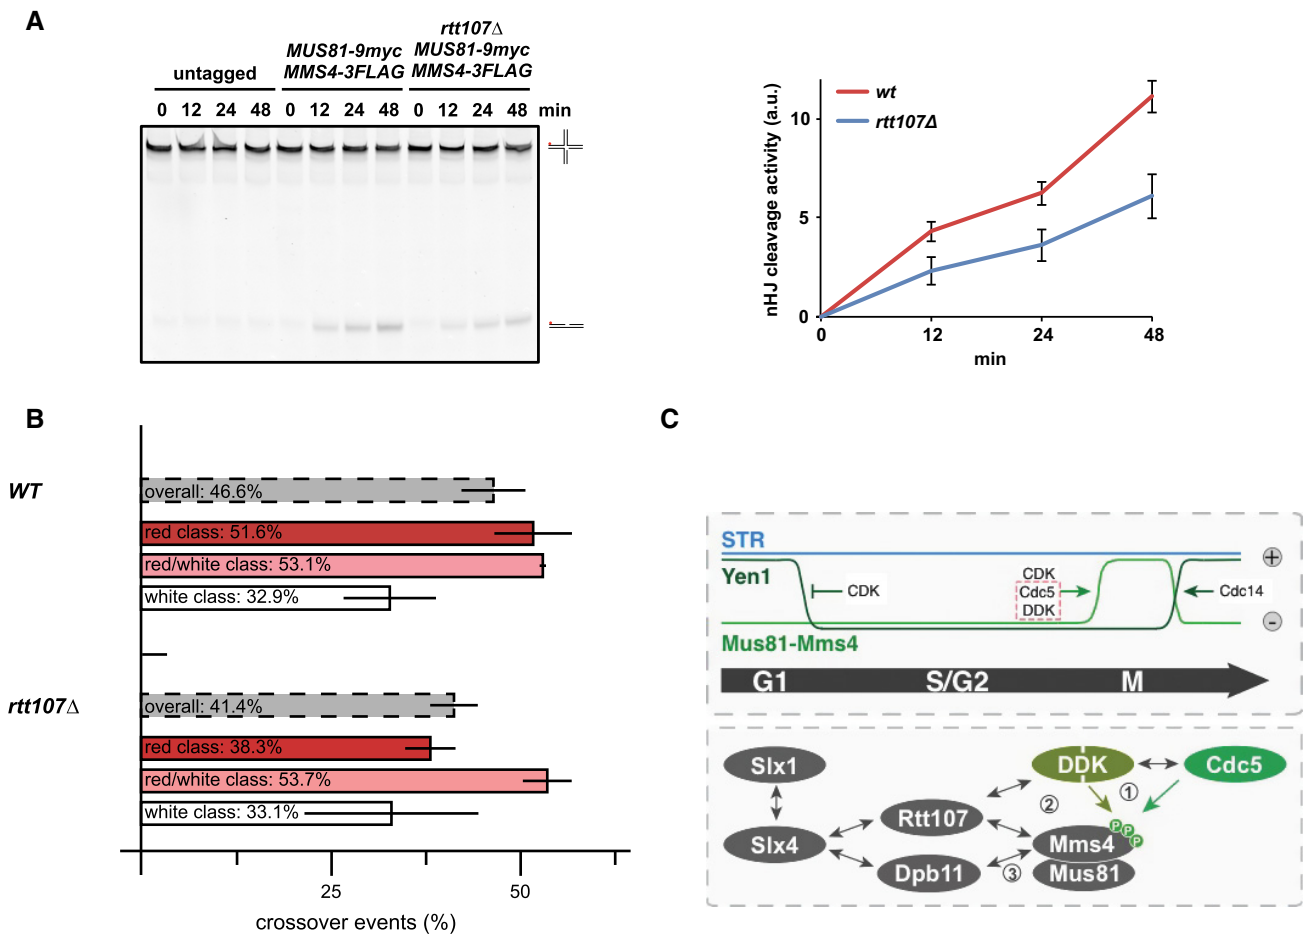 A
untagged
MUS81-9myc
MMS4-3FLAG
rtt107Δ
MUS81-9myc
MMS4-3FLAG
0 12 24 48 0 12 24 48 0 12 24 48 min
nHJ cleavage activity (a.u.)
wt
rtt107Δ
10
5
0
0 12 24 48
min
B
WT
overall: 46.6%
red class: 51.6%
red/white class: 53.1%
white class: 32.9%
rtt107Δ
overall: 41.4%
red class: 38.3%
red/white class: 53.7%
white class: 33.1%
25 50
crossover events (%)
C
STR
Yen1
CDK
CDK
Cdc5
DDK
Cdc14
+
-
Mus81-Mms4
G1 S/G2 M
Slx1
DDK
Cdc5
1
2
Rtt107
P P P
Slx4
Mms4
Dpb11
3
Mus81